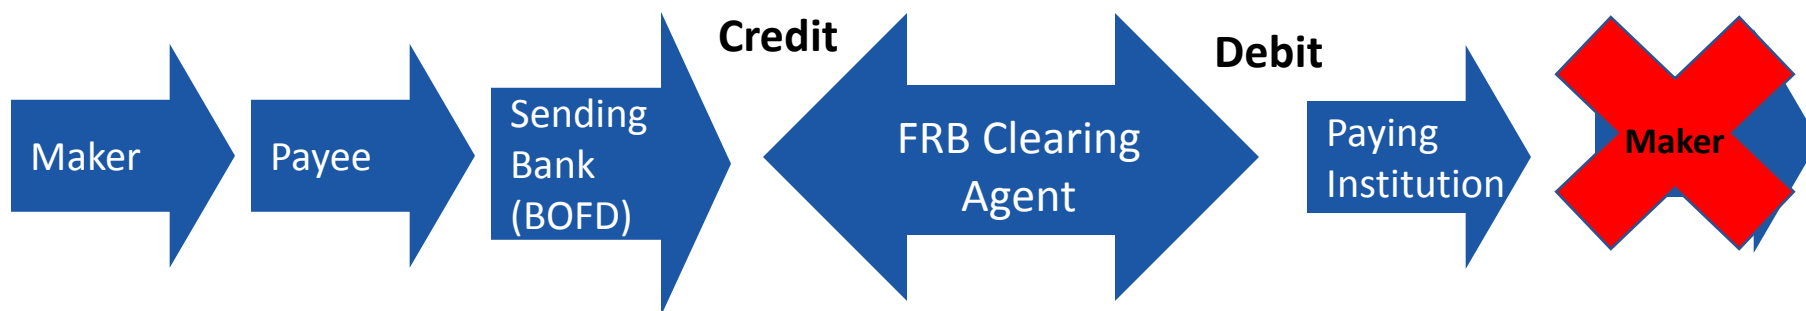 Maker
Payee
Sending
Bank
(BOFD)
Credit
FRB Clearing
Agent
Debit
Paying
Institution
Maker